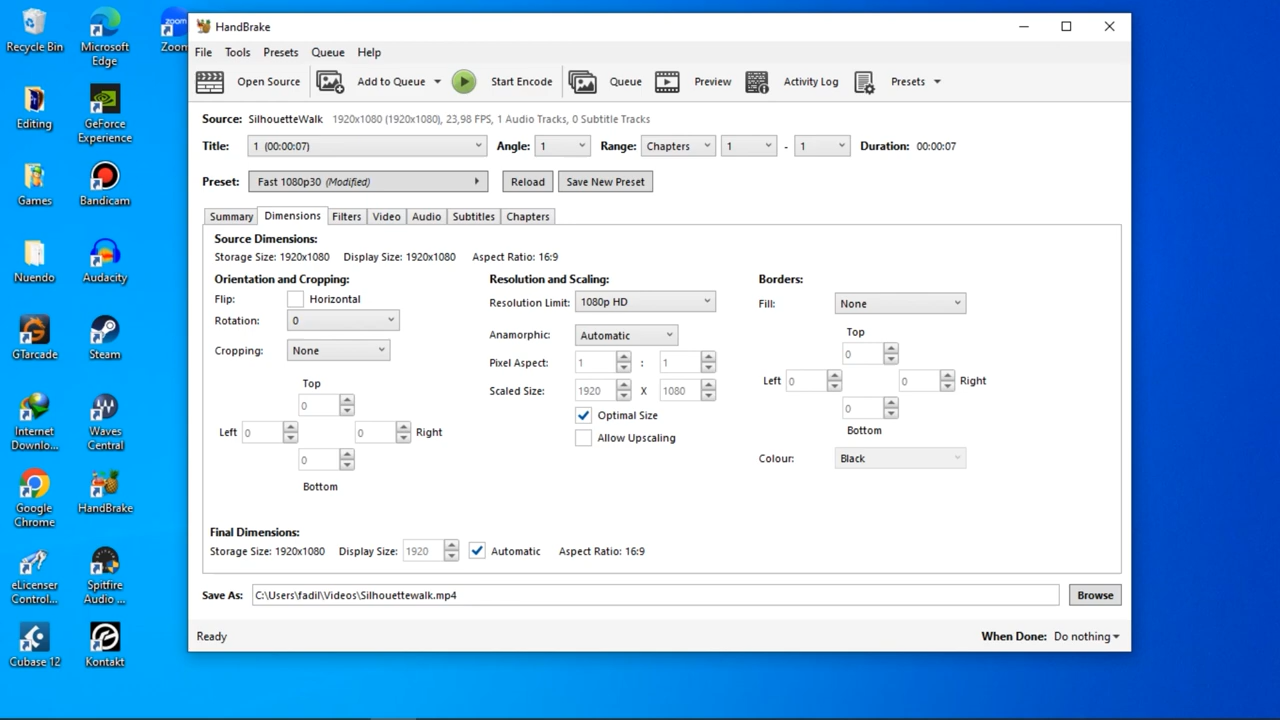 Recycle Bin
Microsoft Edge
Zoom
zoom
Editing
GeForce Experience
Games
Bandicam
Nuendo
Audacity
GTarcade
Steam
Internet Downlo...
Waves Central
Google Chrome
HandBrake
eLicenser Control...
Spitfire Audio ...
Cubase 12
Kontakt
HandBrake
File Tools Presets Queue Help
Open Source Add to Queue Start Encode Queue Preview Activity Log Presets
Source: SilhouetteWalk 1920x1080 (1920x1080), 23,98 FPS, 1 Audio Tracks, 0 Subtitle Tracks
Title: 1 (00:00:07) Angle: 1 Range: Chapters 1 - 1 Duration: 00:00:07
Preset: Fast 1080p30 (Modified) Reload Save New Preset
Summary Dimensions Filters Video Audio Subtitles Chapters
Source Dimensions:
Storage Size: 1920x1080 Display Size: 1920x1080 Aspect Ratio: 16:9
Orientation and Cropping:
Flip: Horizontal
Rotation: 0
Cropping: None
Top
0
Left 0 0 Right
0
Bottom
Resolution and Scaling:
Resolution Limit: 1080p HD
Anamorphic: Automatic
Pixel Aspect: 1 : 1
Scaled Size: 1920 X 1080
Optimal Size
Allow Upscaling
Borders:
Fill: None
Top
0
Left 0 0 Right
0
Bottom
Colour: Black
Final Dimensions:
Storage Size: 1920x1080 Display Size: 1920 Automatic Aspect Ratio: 16:9
Save As: C:\Users\fadil\Videos\Silhouettewalk.mp4 Browse
Ready When Done: Do nothing